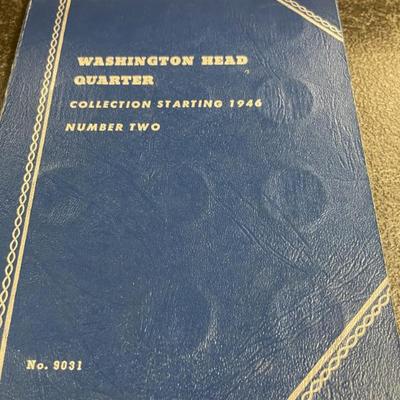 WASHINGTON HEAD
QUARTER
COLLECTION STARTING 1946
NUMBER TWO
No. 9031